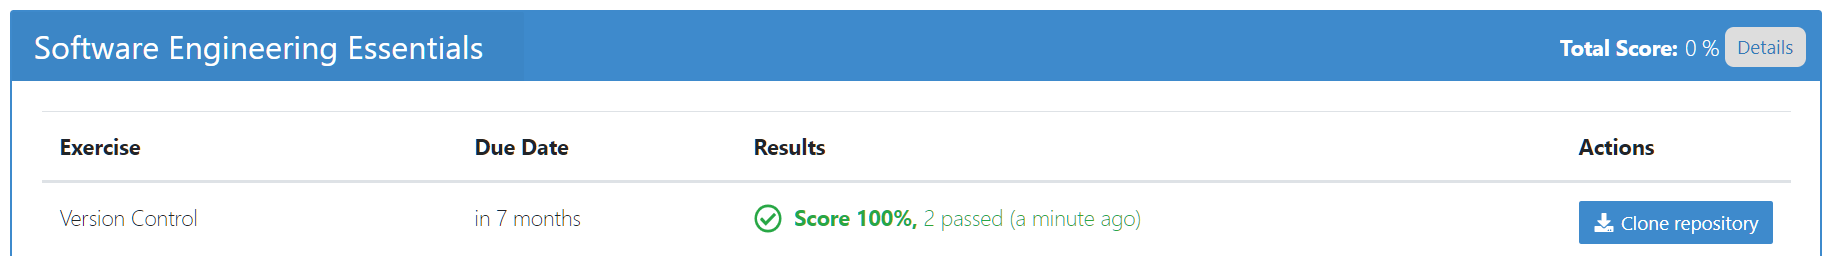 Software Engineering Essentials Total Score: 0 % Details
Exercise Due Date Results Actions
Version Control in 7 months Score 100%, 2 passed (a minute ago) Clone repository